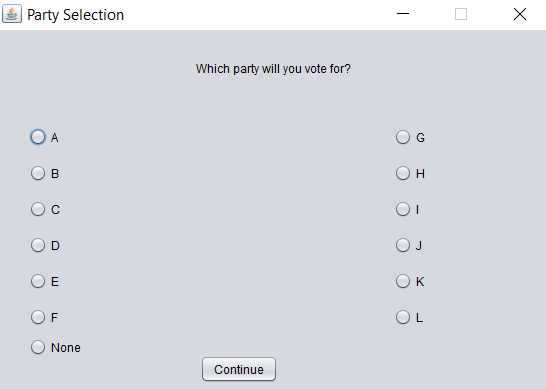 Party Selection
Which party will you vote for?
A
B
C
D
E
F
None
G
H
I
J
K
L
Continue